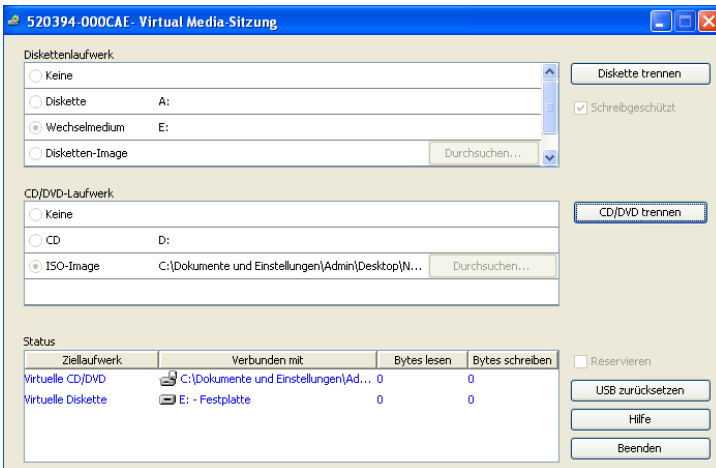 520394-000CAE- Virtual Media-Sitzung
Diskettenlaufwerk
Keine
Diskette trennen
Diskette A:
Schreibgeschützt
Wechselmedium E:
Disketten-Image Durchsuchen...
CD/DVD-Laufwerk
Keine
CD/DVD trennen
CD D:
ISO-Image C:\Dokumente und Einstellungen\Admin\Desktop\N... Durchsuchen...
Status
Ziellaufwerk Verbunden mit Bytes lesen Bytes schreiben
Reservieren
Virtuelle CD/DVD C:\Dokumente und Einstellungen\Ad... 0 0
USB zurücksetzen
Virtuelle Diskette E: - Festplatte 0 0
Hilfe
Beenden